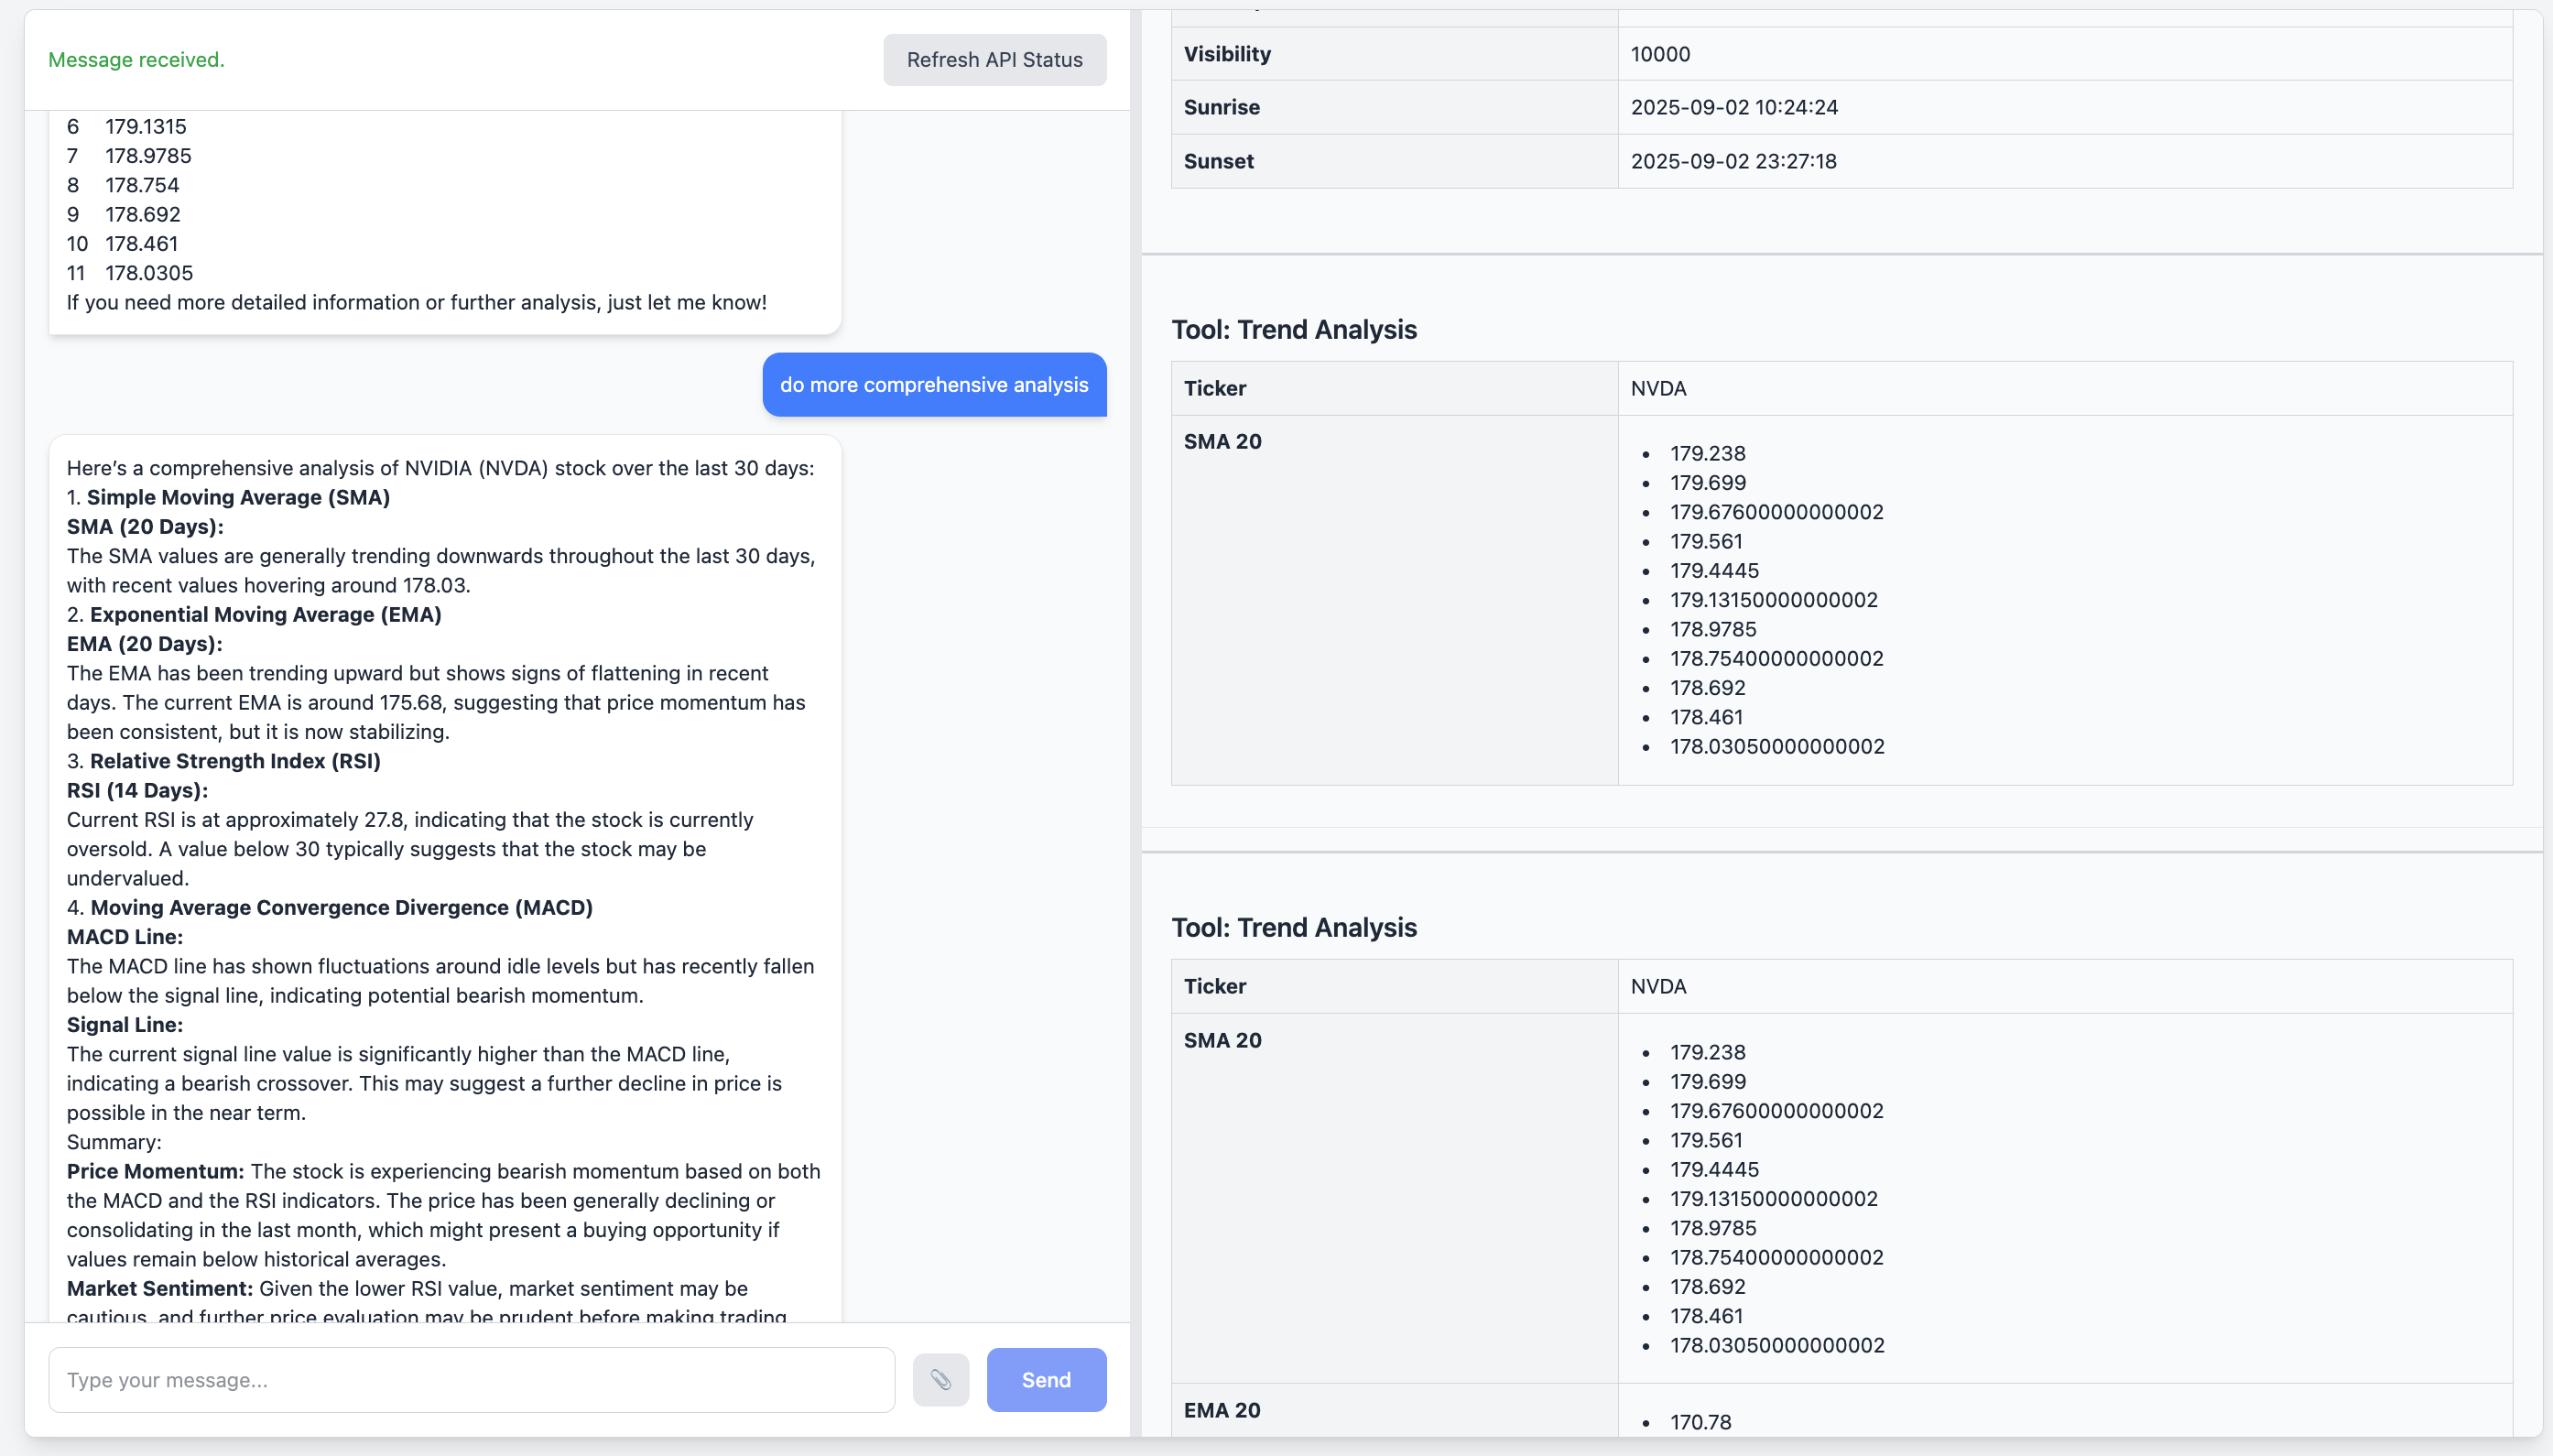 Message received.
Refresh API Status
6 179.1315
7 178.9785
8 178.754
9 178.692
10 178.461
11 178.0305
If you need more detailed information or further analysis, just let me know!
do more comprehensive analysis
Here’s a comprehensive analysis of NVIDIA (NVDA) stock over the last 30 days:
1. Simple Moving Average (SMA)
SMA (20 Days):
The SMA values are generally trending downwards throughout the last 30 days,
with recent values hovering around 178.03.
2. Exponential Moving Average (EMA)
EMA (20 Days):
The EMA has been trending upward but shows signs of flattening in recent
days. The current EMA is around 175.68, suggesting that price momentum has
been consistent, but it is now stabilizing.
3. Relative Strength Index (RSI)
RSI (14 Days):
Current RSI is at approximately 27.8, indicating that the stock is currently
oversold. A value below 30 typically suggests that the stock may be
undervalued.
4. Moving Average Convergence Divergence (MACD)
MACD Line:
The MACD line has shown fluctuations around idle levels but has recently fallen
below the signal line, indicating potential bearish momentum.
Signal Line:
The current signal line value is significantly higher than the MACD line,
indicating a bearish crossover. This may suggest a further decline in price is
possible in the near term.
Summary:
Price Momentum: The stock is experiencing bearish momentum based on both
the MACD and the RSI indicators. The price has been generally declining or
consolidating in the last month, which might present a buying opportunity if
values remain below historical averages.
Market Sentiment: Given the lower RSI value, market sentiment may be
cautious, and further price evaluation may be prudent before making trading
Type your message...
Send
Visibility 10000
Sunrise 2025-09-02 10:24:24
Sunset 2025-09-02 23:27:18
Tool: Trend Analysis
Ticker NVDA
SMA 20
• 179.238
• 179.699
• 179.67600000000002
• 179.561
• 179.4445
• 179.13150000000002
• 178.9785
• 178.75400000000002
• 178.692
• 178.461
• 178.03050000000002
Tool: Trend Analysis
Ticker NVDA
SMA 20
• 179.238
• 179.699
• 179.67600000000002
• 179.561
• 179.4445
• 179.13150000000002
• 178.9785
• 178.75400000000002
• 178.692
• 178.461
• 178.03050000000002
EMA 20
• 170.78